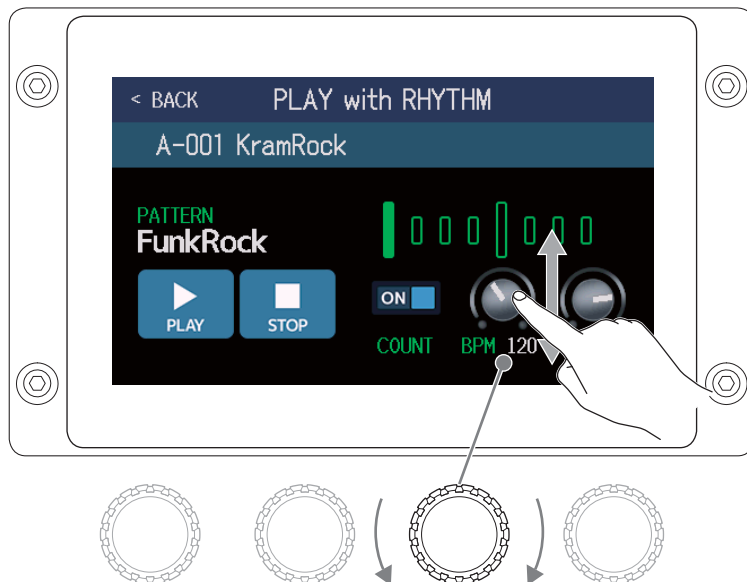 < BACK PLAY with RHYTHM
A-001 KramRock
PATTERN
FunkRock
PLAY STOP ON
COUNT BPM 120